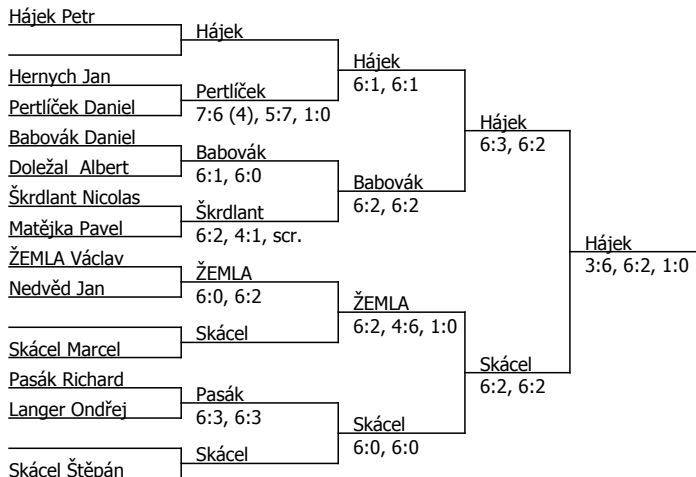 Hájek Petr
Hernych Jan
Pertlíček Daniel
Babovák Daniel
Doležal Albert
Škrdlant Nicolas
Matějka Pavel
ŽEMLA Václav
Nedvěd Jan
Skácel Marcel
Pasák Richard
Langer Ondřej
Skácel Štěpán
Hájek
Pertlíček
7:6 (4), 5:7, 1:0
Babovák
6:1, 6:0
Škrdlant
6:2, 4:1, scr.
ŽEMLA
6:0, 6:2
Skácel
Pasák
6:3, 6:3
Skácel
Hájek
6:1, 6:1
Babovák
6:2, 6:2
ŽEMLA
6:2, 4:6, 1:0
Skácel
6:0, 6:0
Hájek
6:3, 6:2
Skácel
6:2, 6:2
Hájek
3:6, 6:2, 1:0